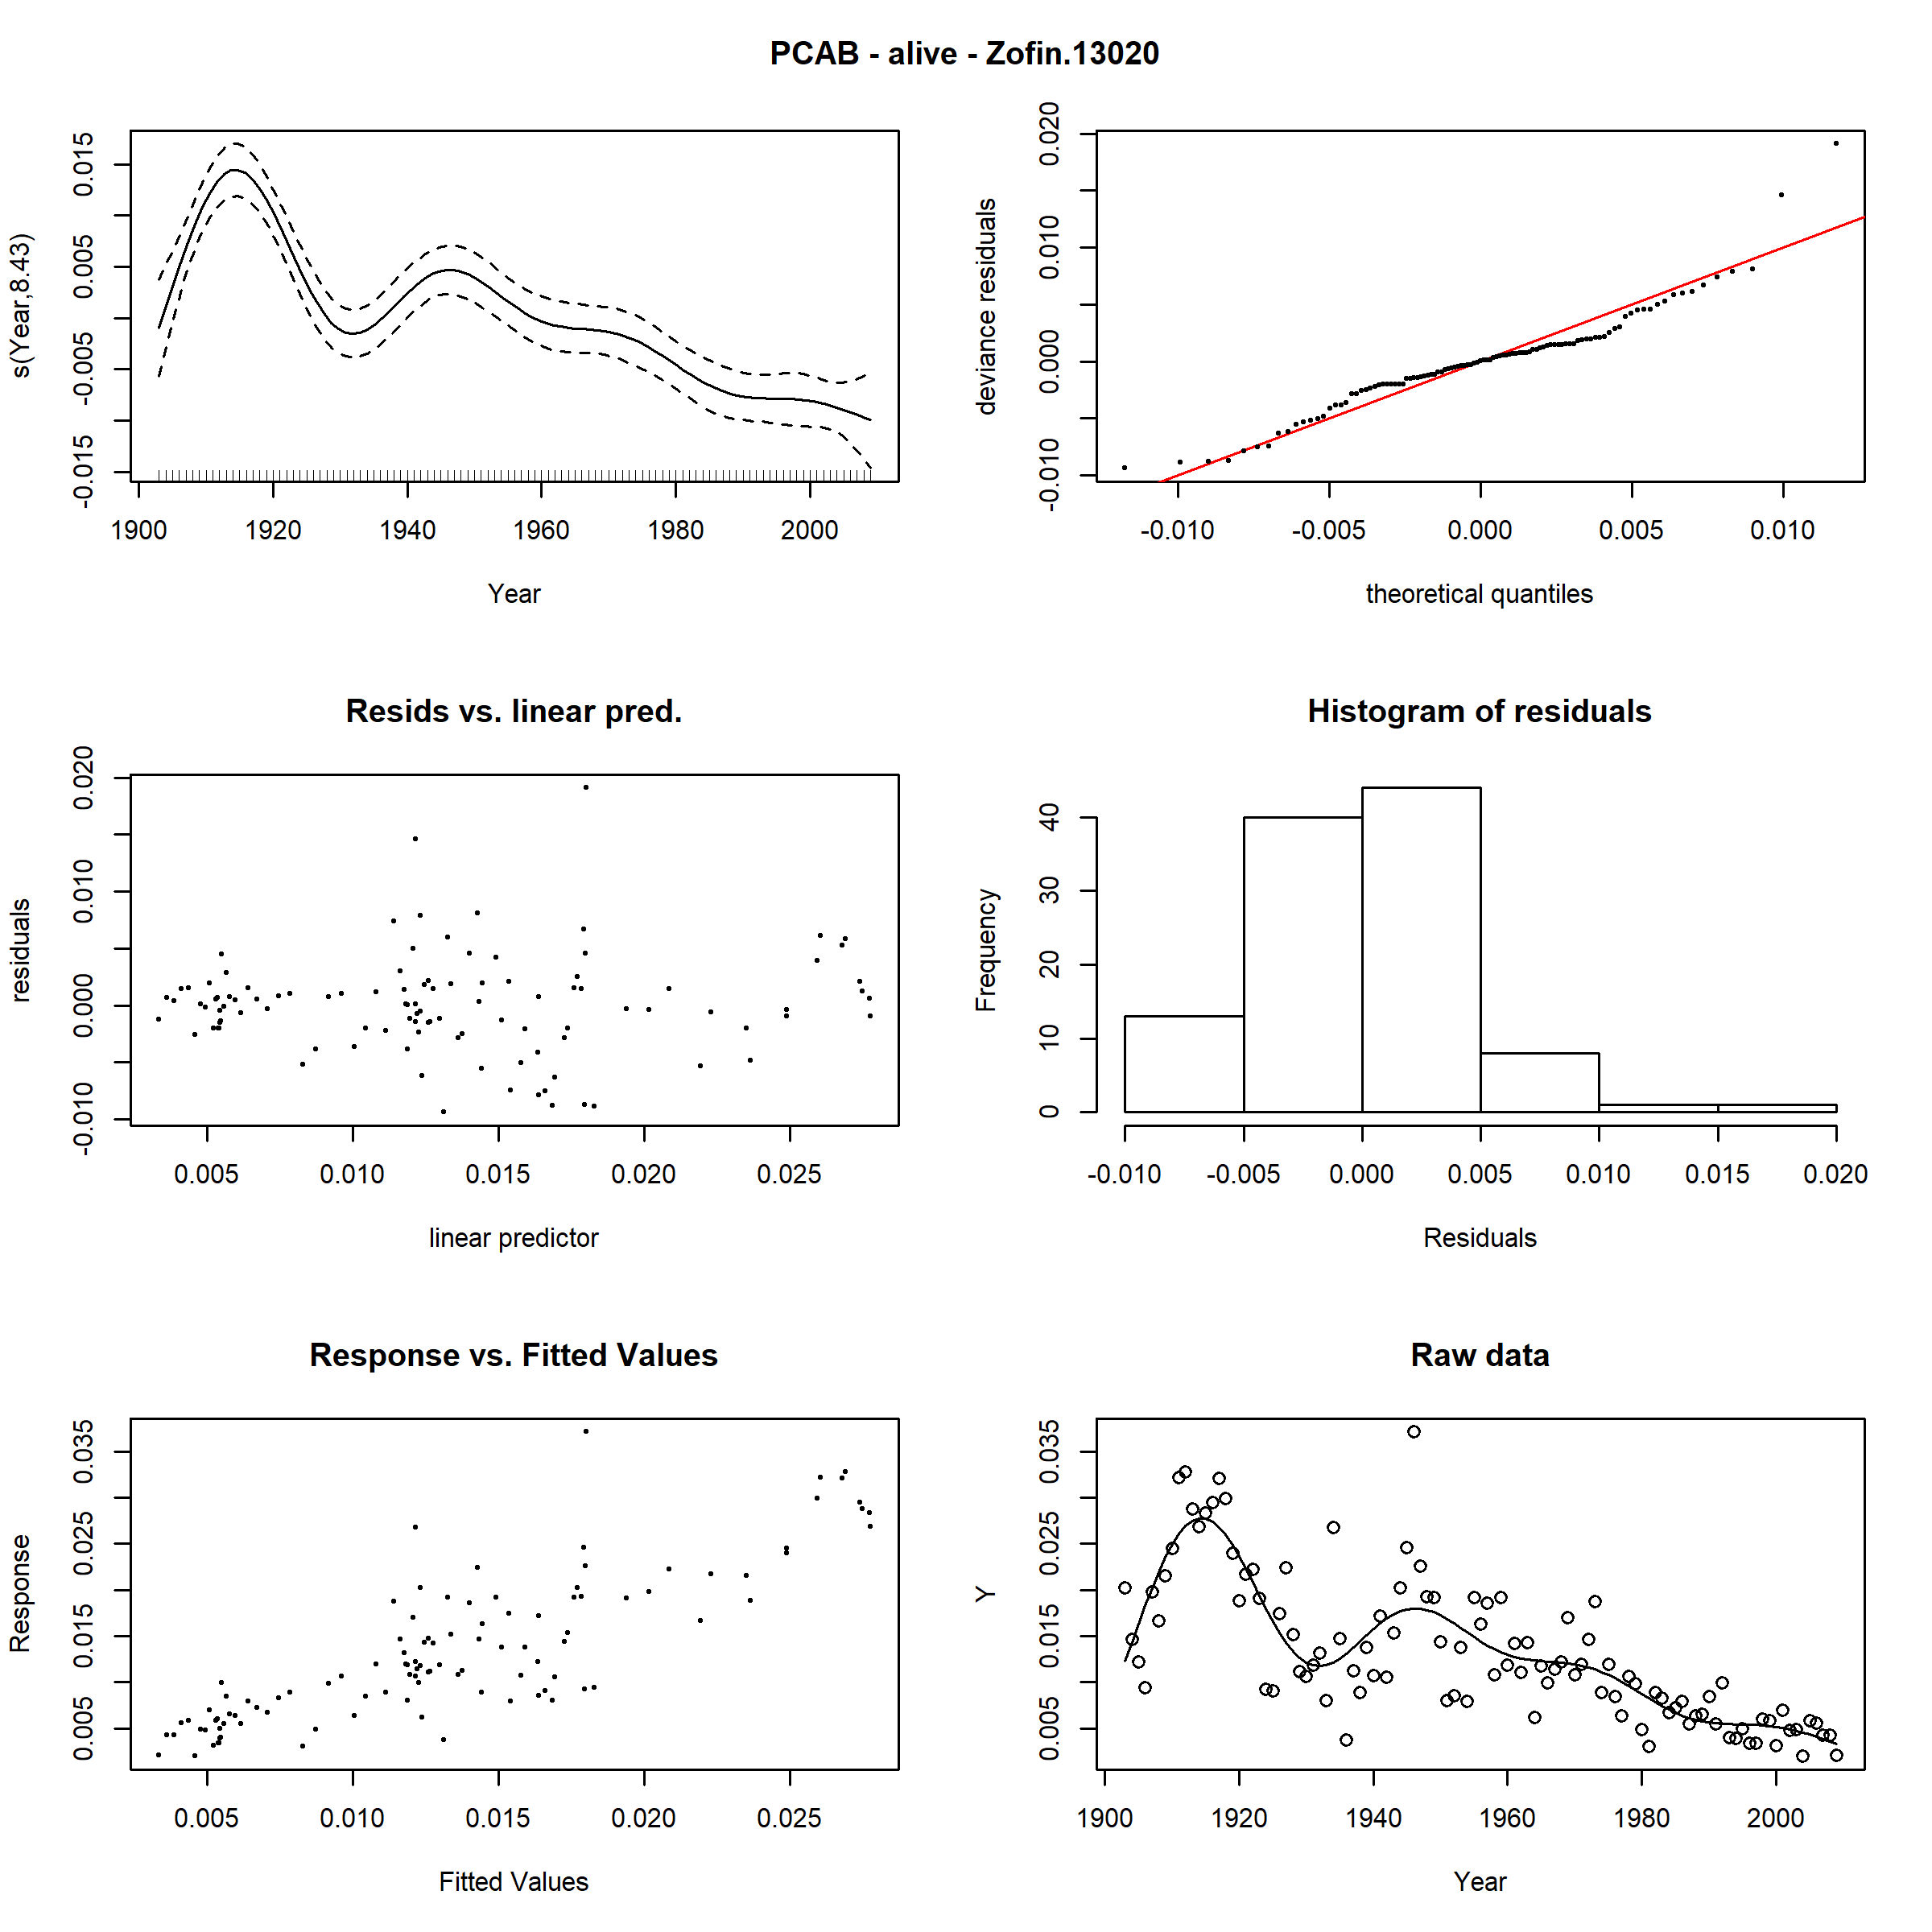 PCAB - alive - Zofin.13020
s(Year,8.43)
-0.015 -0.005 0.005 0.015
1900 1920 1940 1960 1980 2000
Year
deviance residuals
-0.010 0.000 0.010 0.020
-0.010 -0.005 0.000 0.005 0.010
theoretical quantiles
Resids vs. linear pred.
residuals
-0.010 0.000 0.010 0.020
0.005 0.010 0.015 0.020 0.025
linear predictor
Histogram of residuals
Frequency
0 10 20 30 40
-0.010 -0.005 0.000 0.005 0.010 0.015 0.020
Residuals
Response vs. Fitted Values
Response
0.005 0.015 0.025 0.035
0.005 0.010 0.015 0.020 0.025
Fitted Values
Raw data
Y
0.005 0.015 0.025 0.035
1900 1920 1940 1960 1980 2000
Year